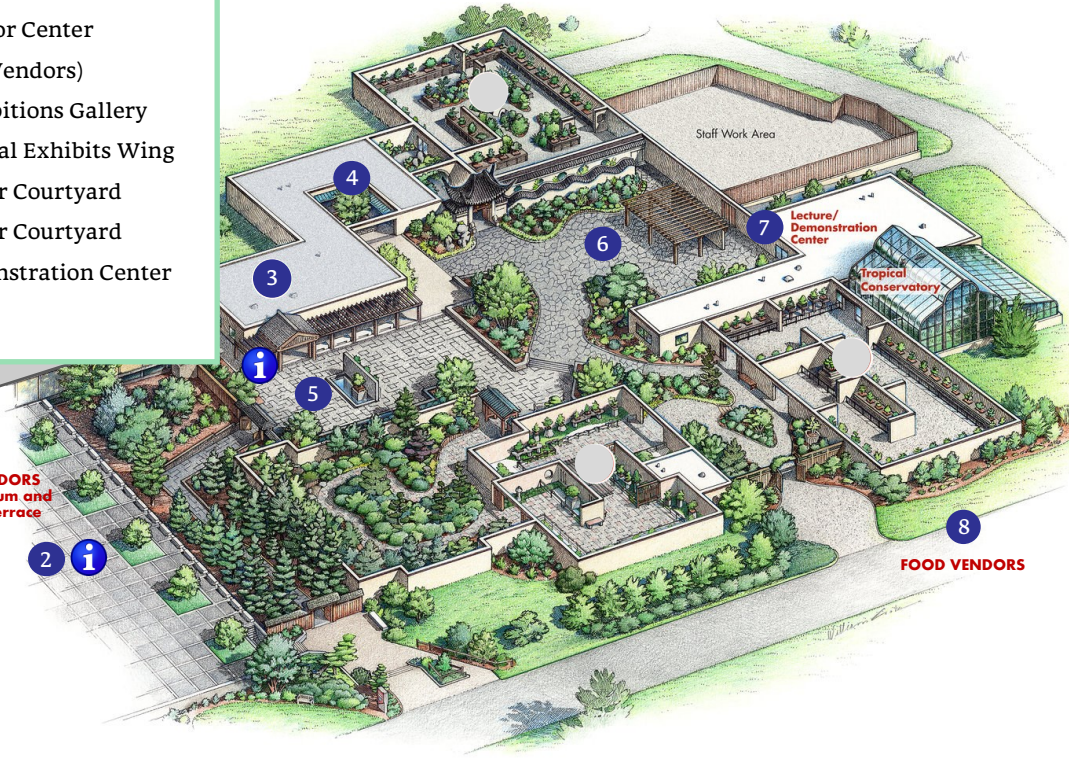 or Center
Vendors)
bitions Gallery
al Exhibits Wing
r Courtyard
r Courtyard
nstration Center
Staff Work Area
4
6
7
Lecture/
Demonstration
Center
3
Tropical
Conservatory
i
5
DORS
um and
errace
2
i
8
FOOD VENDORS